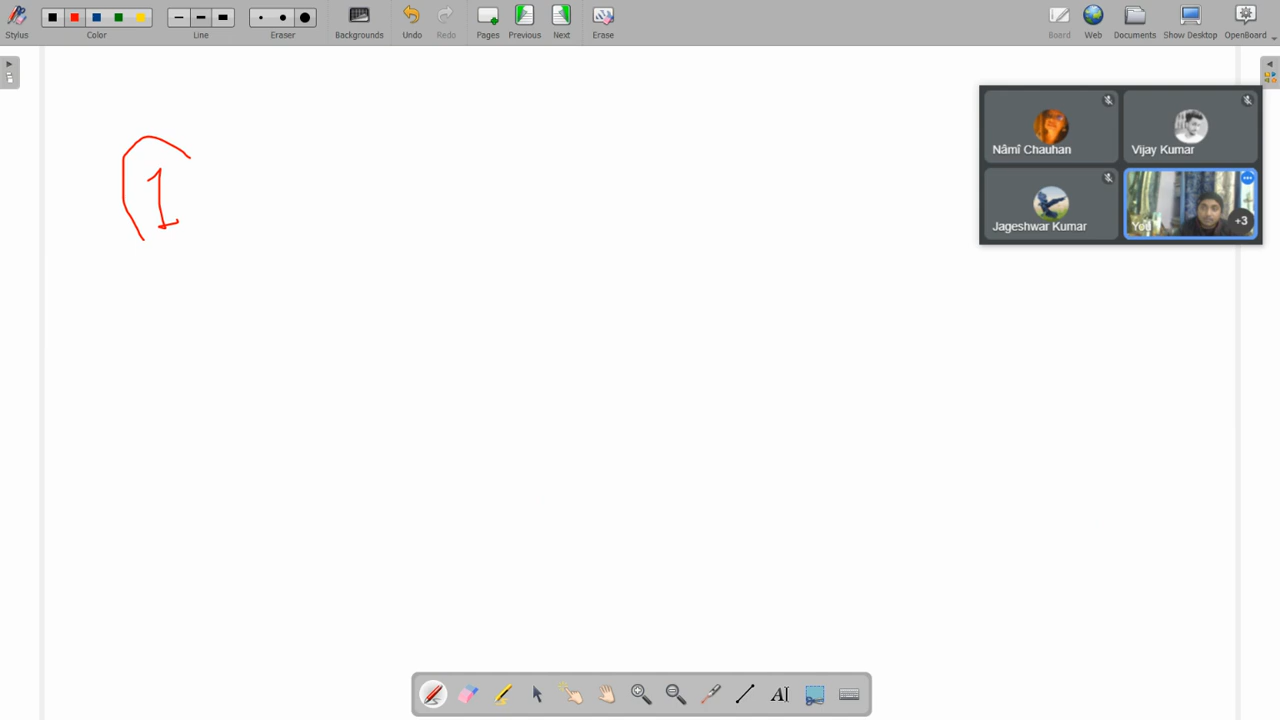 Stylus Color Line Eraser Backgrounds Undo Redo Pages Previous Next Erase Board Web Documents Show Desktop OpenBoard
1
Nâmî Chauhan Vijay Kumar
Jageshwar Kumar You +3
AI